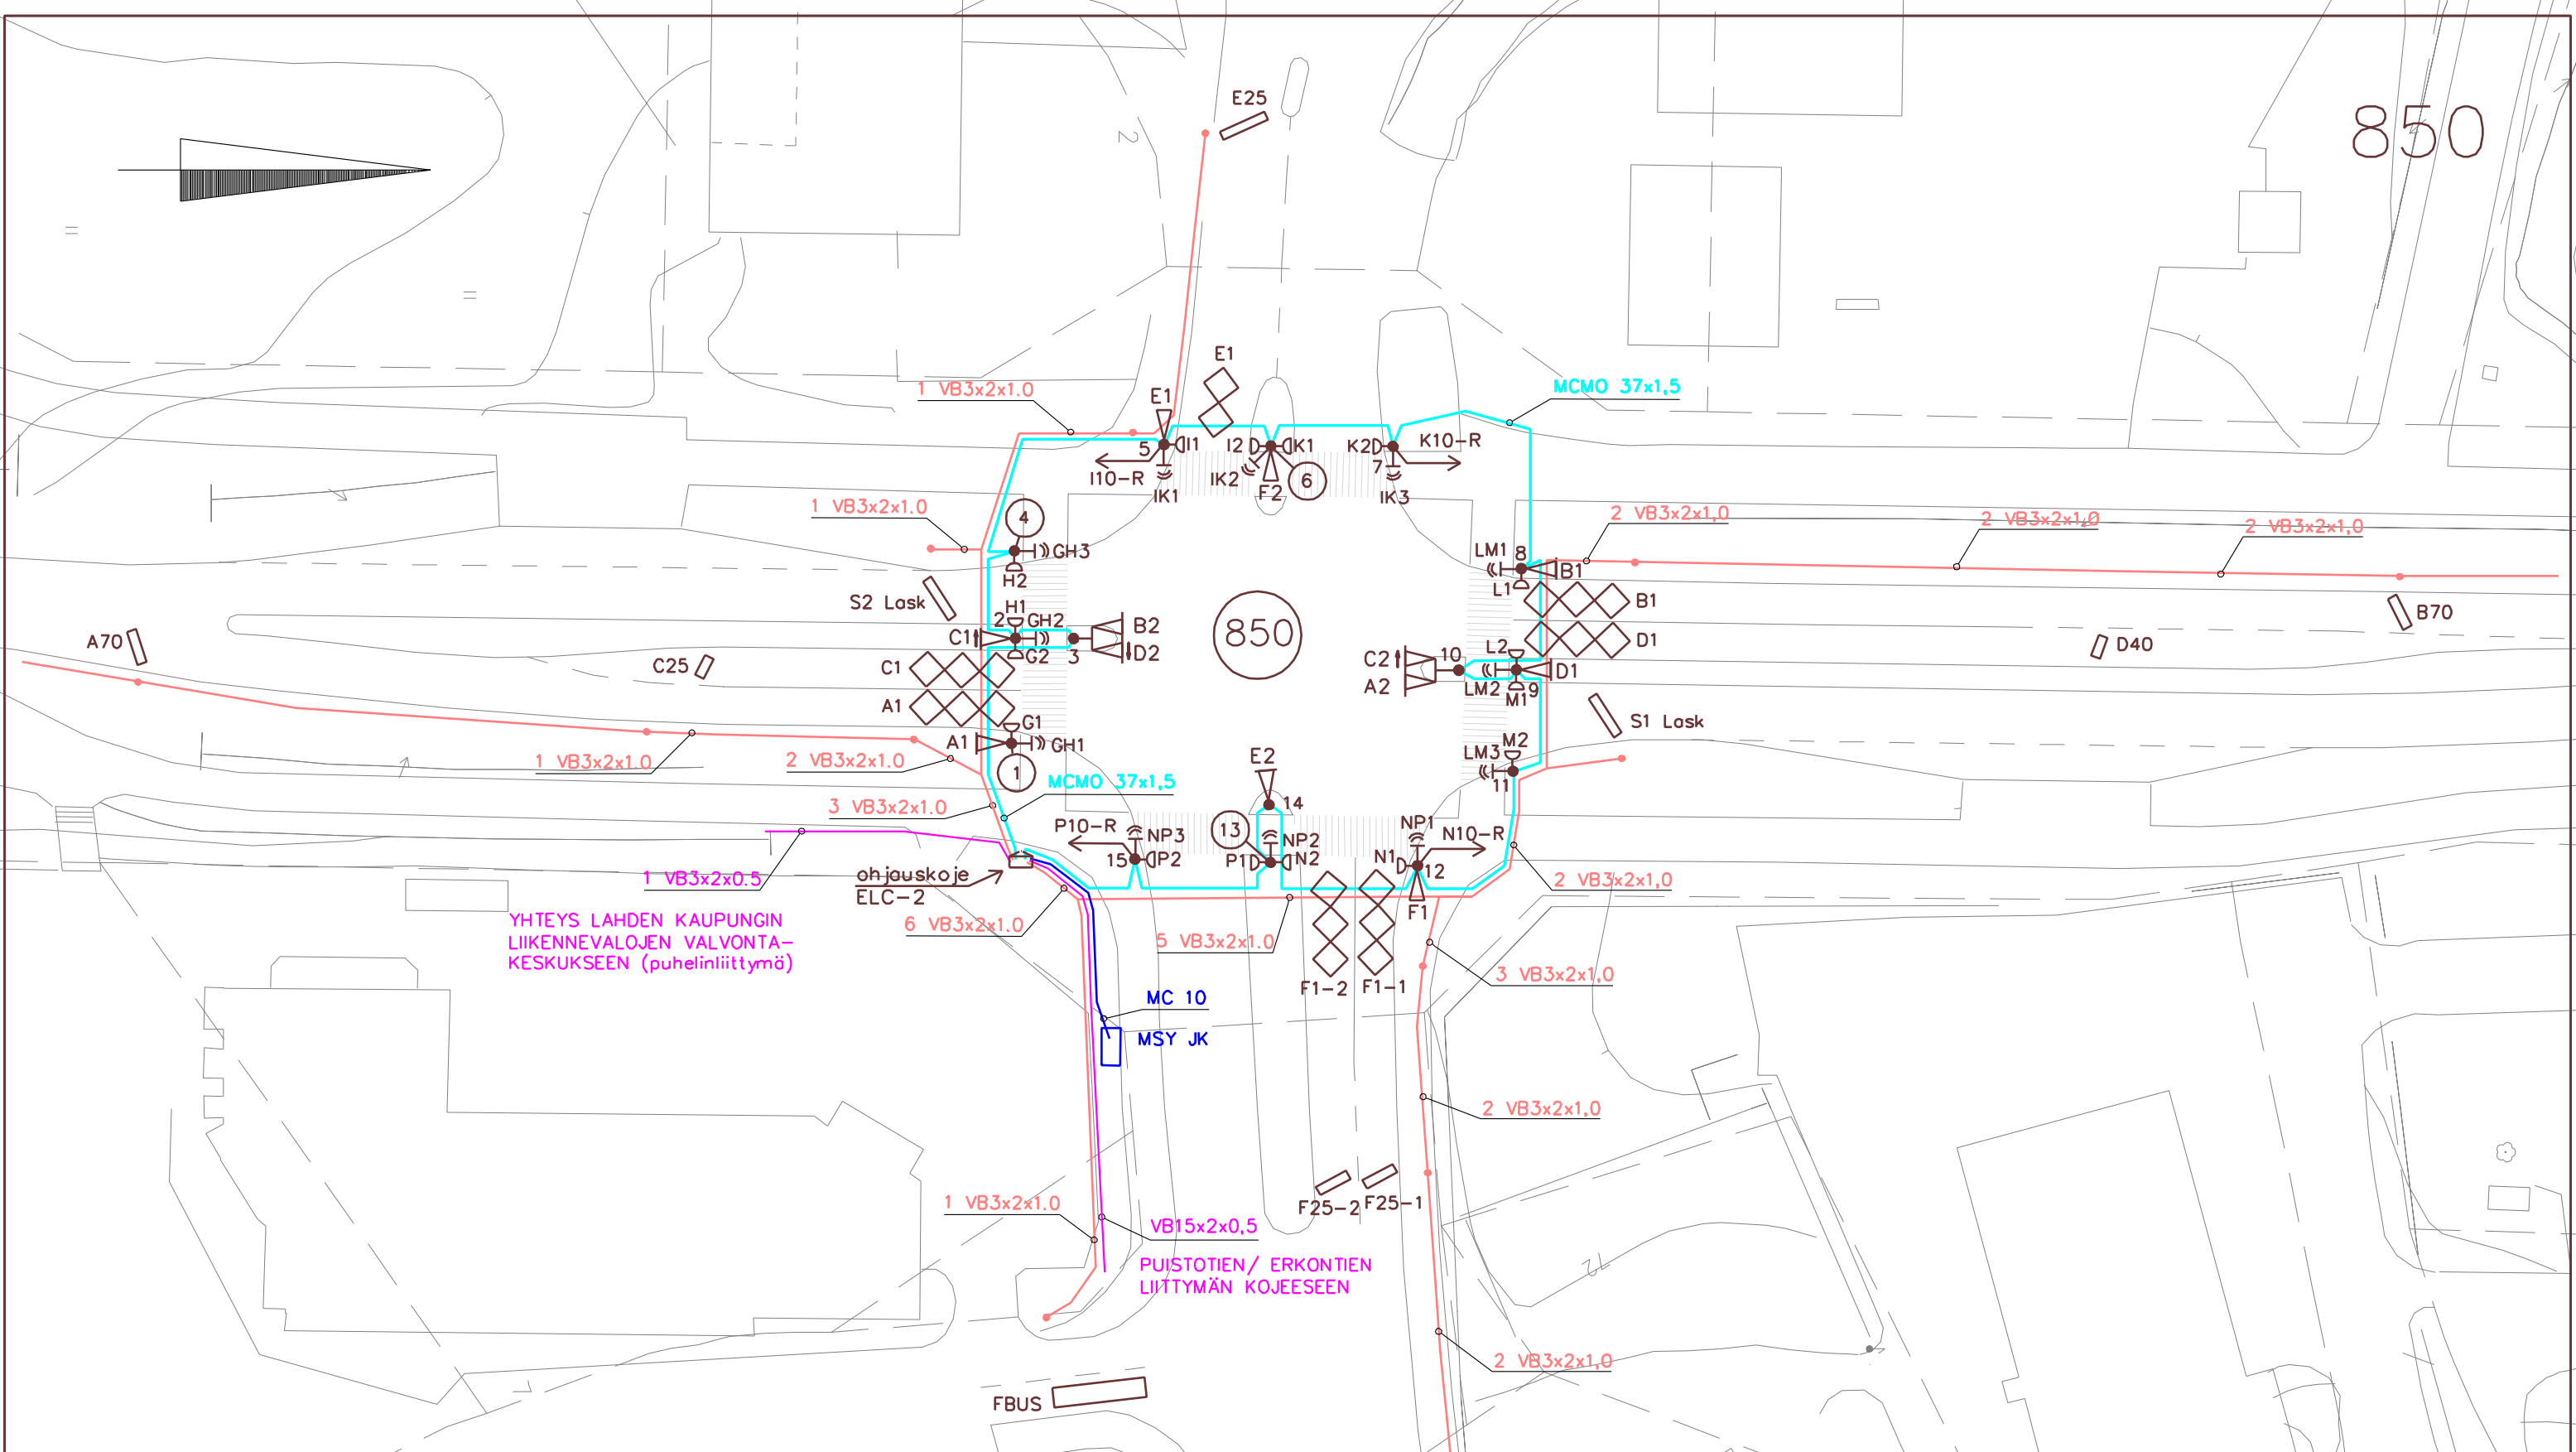 E25
850
2
E1
1 VB3x2x1.0
MCMO 37x1,5
E1
5
I1
I2
K1
K2
K10-R
I10-R
IK1
IK2
F2
6
7
IK3
1 VB3x2x1.0
4
GH3
H2
2 VB3x2x1,0
2 VB3x2x1,0
2 VB3x2x1,0
LM1
8
B1
L1
S2 Lask
H1
2
GH2
C1
G2
3
B2
D2
850
B1
D1
B70
A70
C25
C1
A1
C2
A2
10
L2
D1
LM2
M1
9
D40
S1 Lask
G1
A1
GH1
1
E2
M2
LM3
11
1 VB3x2x1.0
2 VB3x2x1.0
3 VB3x2x1.0
MCMO 37x1,5
14
P10-R
NP3
13
NP2
NP1
N10-R
15
P2
P1
N2
N1
12
F1
ohjauskoje
ELC-2
1 VB3x2x0.5
2 VB3x2x1,0
YHTEYS LAHDEN KAUPUNGIN
LIIKENNEVALOJEN VALVONTA-
KESKUKSEEN (puhelinliittymä)
6 VB3x2x1.0
5 VB3x2x1.0
3 VB3x2x1,0
F1-2
F1-1
MC 10
MSY JK
2 VB3x2x1,0
1 VB3x2x1.0
F25-2
F25-1
VB15x2x0,5
PUISTOTIEN/ ERKONTIEN
LIITTYMÄN KOJEESEEN
2 VB3x2x1,0
FBUS